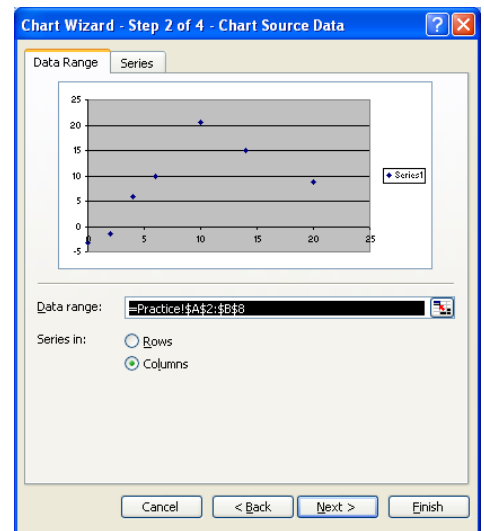 Chart Wizard - Step 2 of 4 - Chart Source Data
Data Range Series
25
20
15
10
5
0
-5
0 5 10 15 20 25
Series1
Data range: =Practice!$A$2:$B$8
Series in: Rows
Columns
Cancel < Back Next > Finish